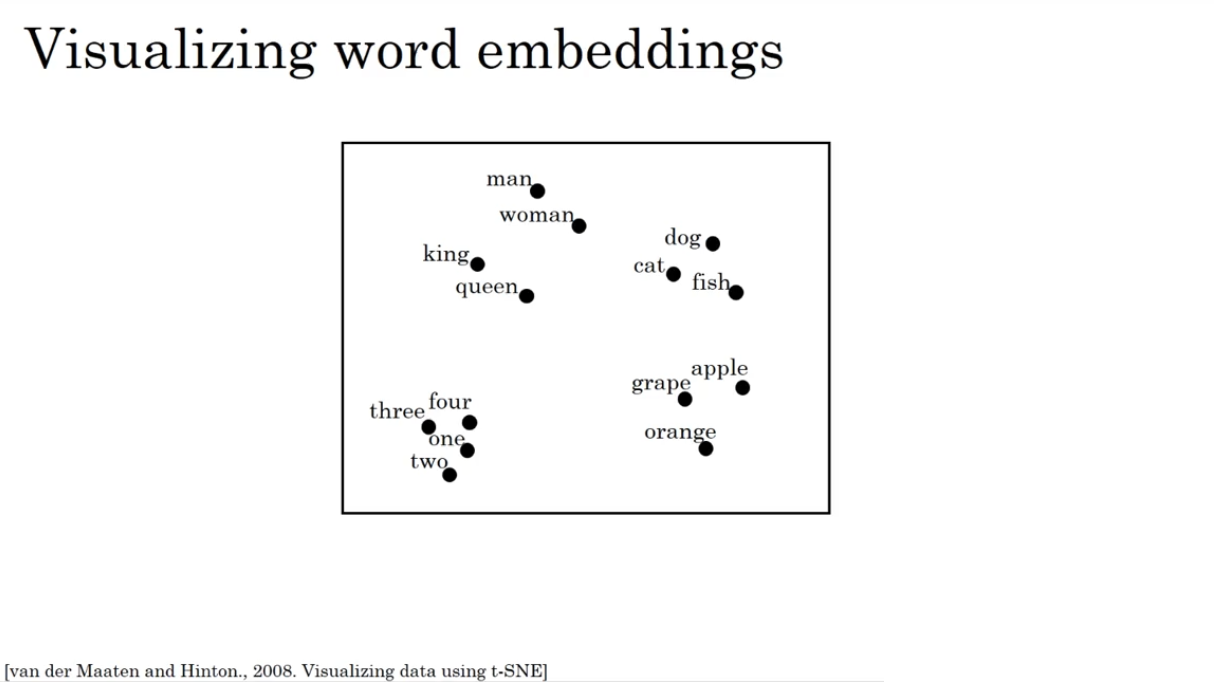 Visualizing word embeddings
man
woman
dog
king
cat
fish
queen
apple
grape
four
three
orange
one
two
[van der Maaten and Hinton., 2008. Visualizing data using t-SNE]